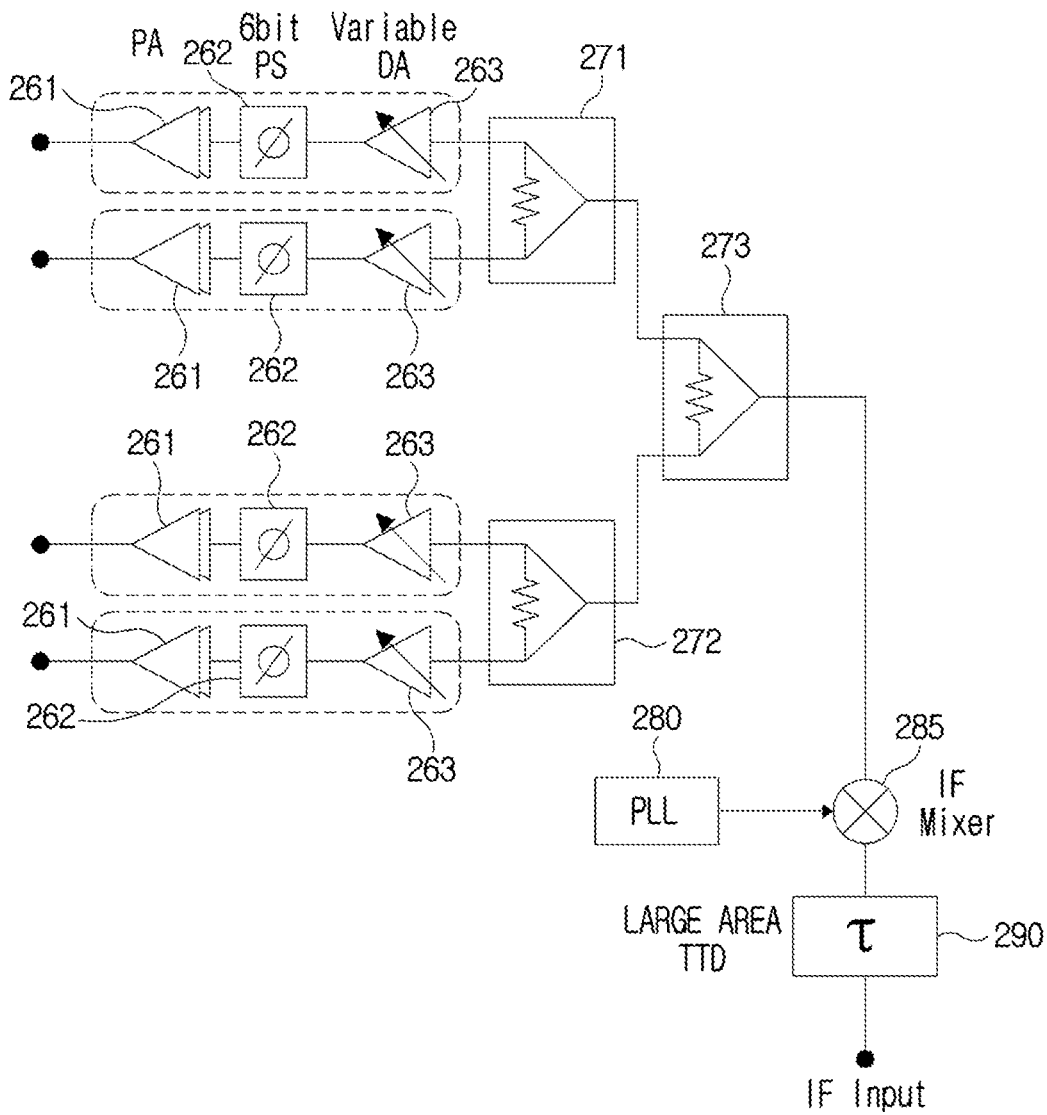 PA
6bit
PS
Variable
DA
262
263
271
261
273
261
262
263
261
262
263
261
272
262
263
280
285
PLL
IF
Mixer
LARGE AREA
TTD
τ
290
IF Input